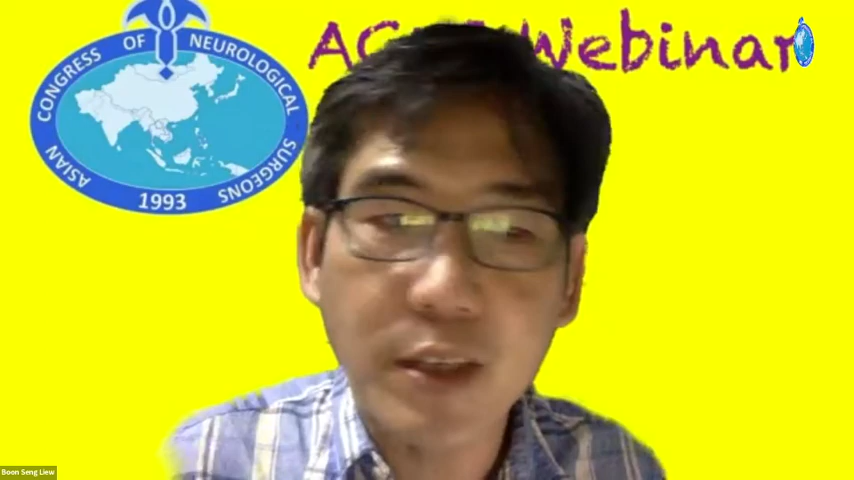 ASIAN CONGRESS OF NEUROLOGICAL SURGEONS
1993
Webinar
Boon Seng Liew